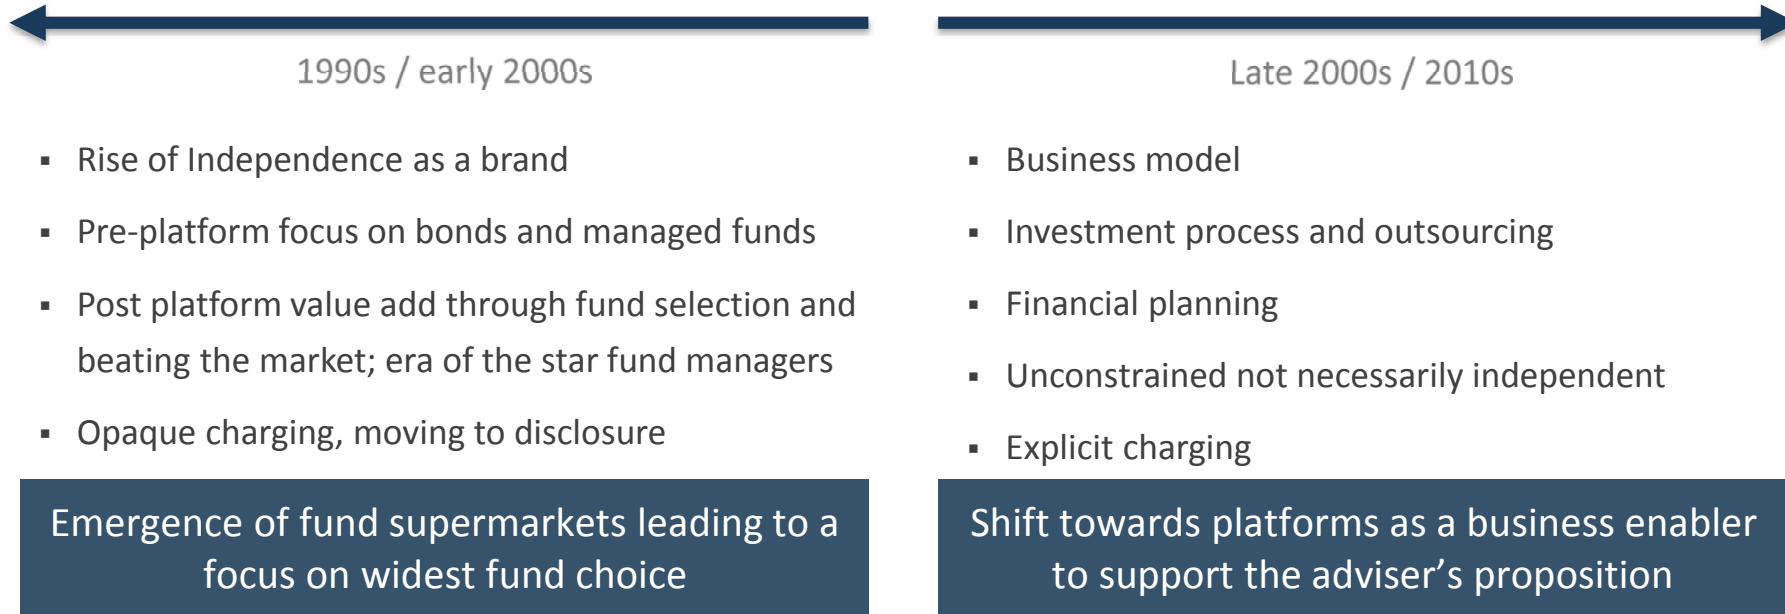 1990s / early 2000s
▪ Rise of Independence as a brand
▪ Pre-platform focus on bonds and managed funds
▪ Post platform value add through fund selection and
beating the market; era of the star fund managers
▪ Opaque charging, moving to disclosure
Emergence of fund supermarkets leading to a
focus on widest fund choice
Late 2000s / 2010s
▪ Business model
▪ Investment process and outsourcing
▪ Financial planning
▪ Unconstrained not necessarily independent
▪ Explicit charging
Shift towards platforms as a business enabler
to support the adviser’s proposition